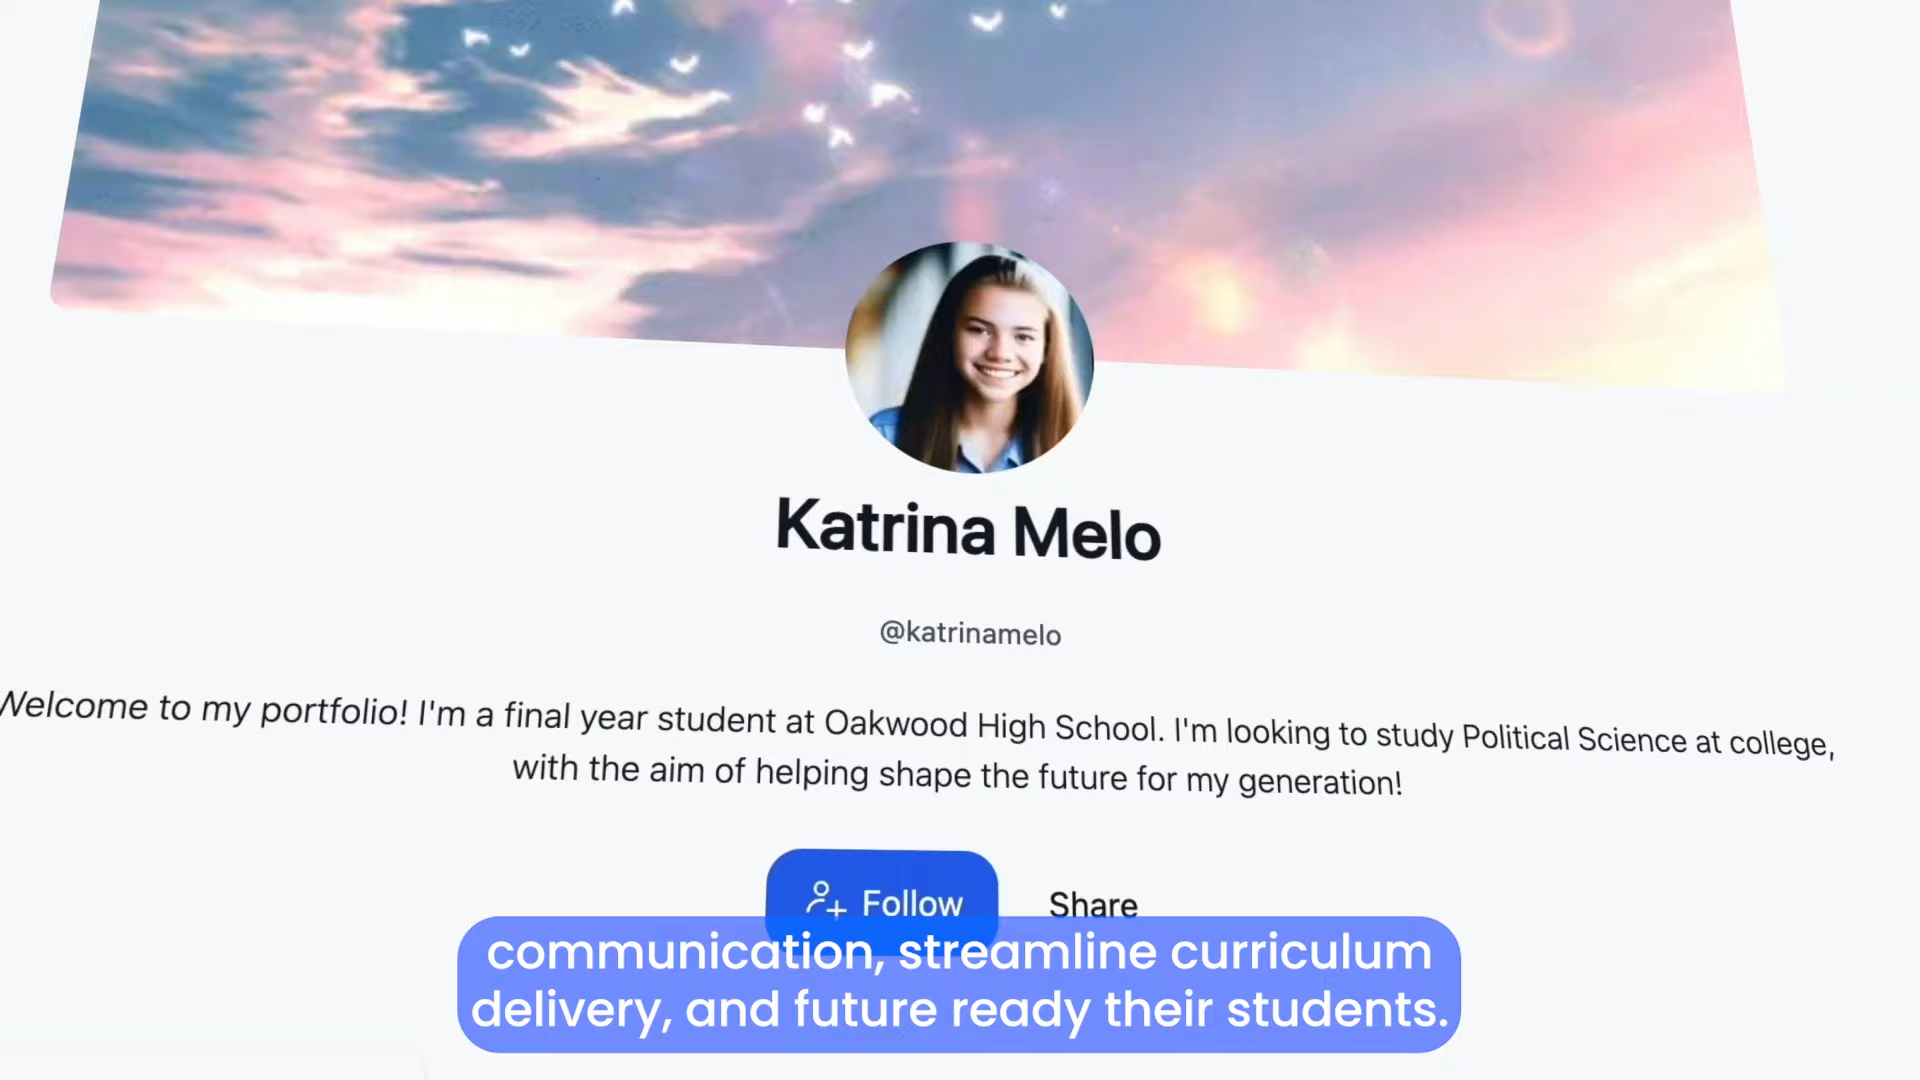 Katrina Melo
@katrinamelo
Welcome to my portfolio! I'm a final year student at Oakwood High School. I'm looking to study Political Science at college,
with the aim of helping shape the future for my generation!
Follow
Share
communication, streamline curriculum
delivery, and future ready their students.